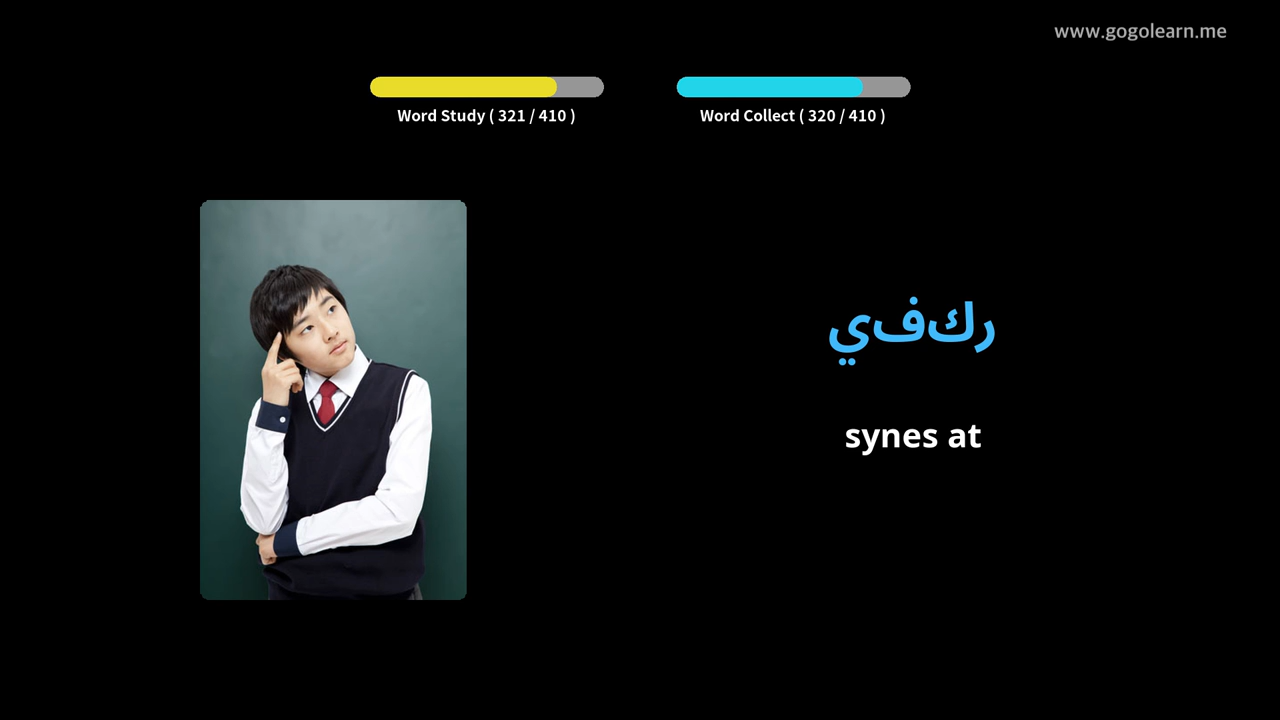 www.gogolearn.me
Word Study ( 321 / 410 )
Word Collect ( 320 / 410 )
ركفي
synes at